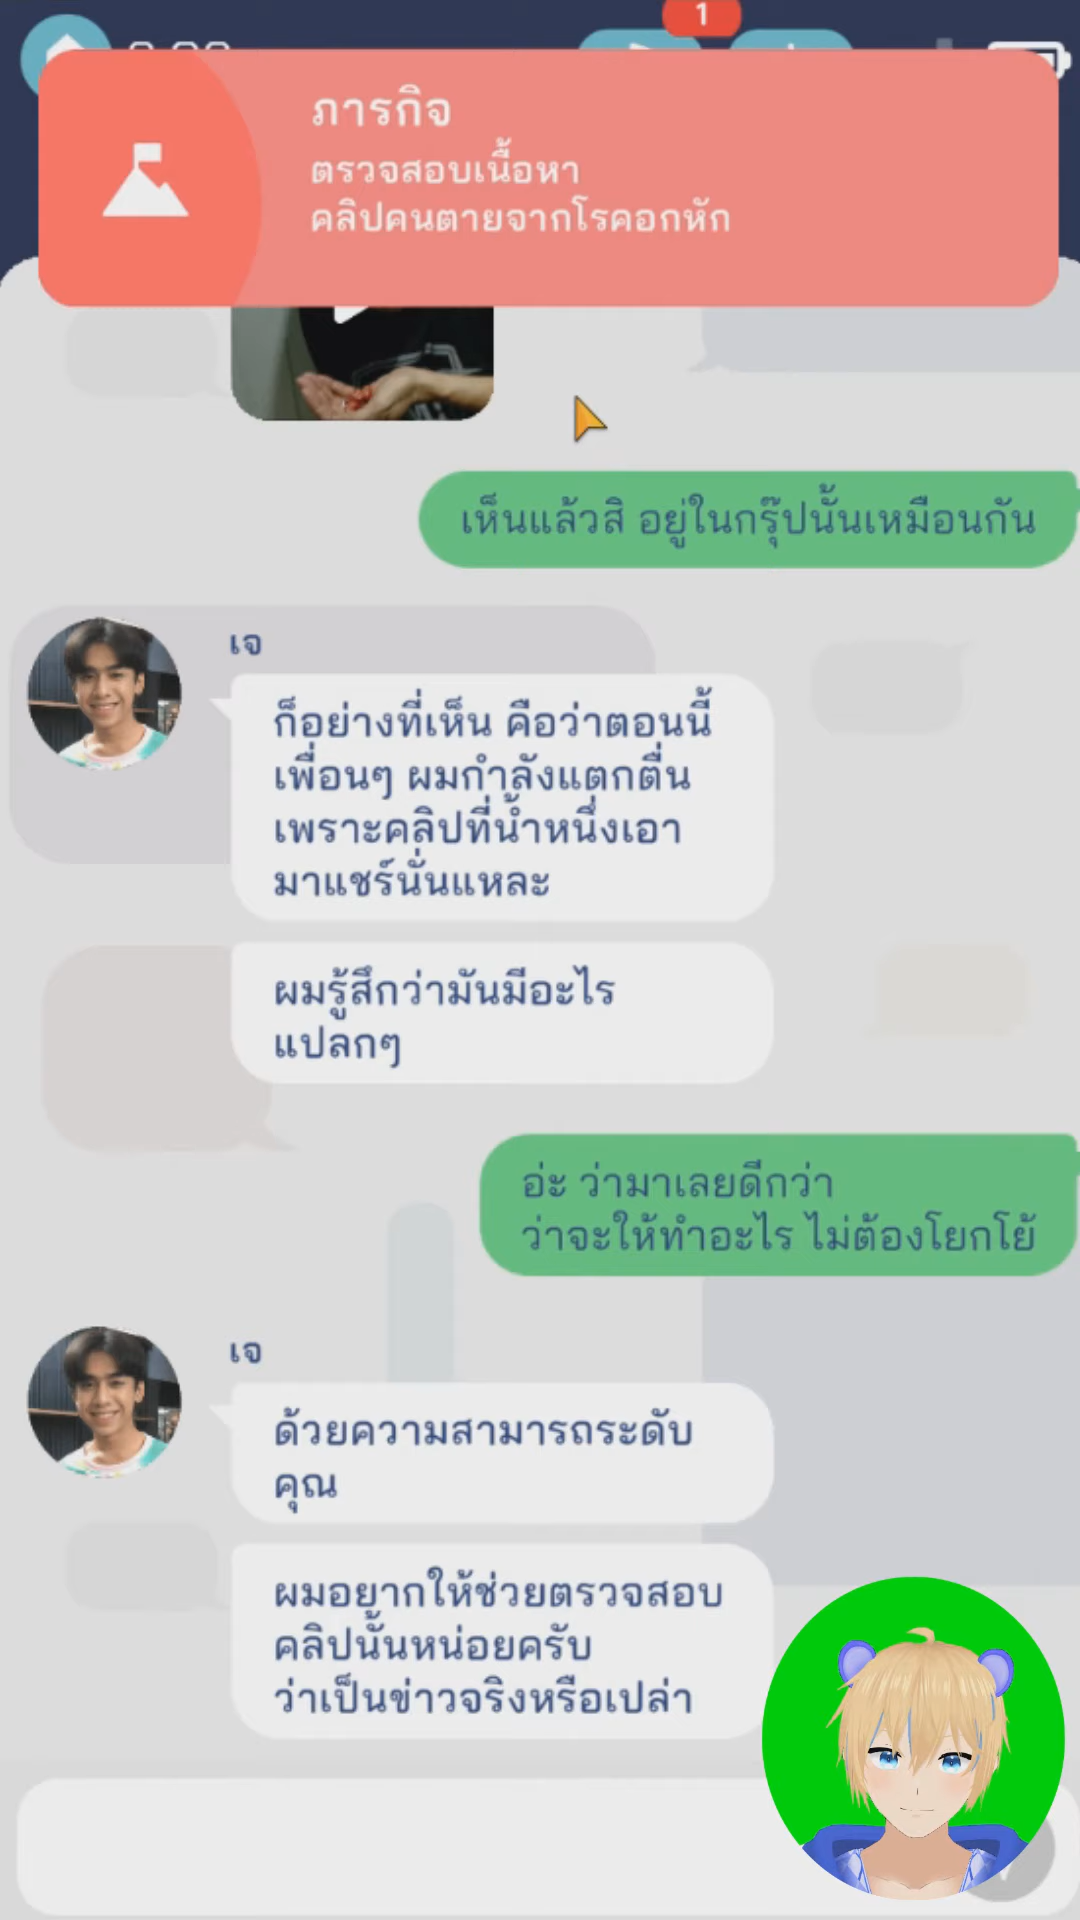 1
ภารกิจ
ตรวจสอบเนื้อหา
คลิปคนตายจากโรคอกหัก
เห็นแล้วสิ อยู่ในกรุ๊ปนั้นเหมือนกัน
เจ
ก็อย่างที่เห็น คือว่าตอนนี้
เพื่อนๆ ผมกำลังแตกตื่น
เพราะคลิปที่น้ำหนึ่งเอา
มาแชร์นั่นแหละ
ผมรู้สึกว่ามันมีอะไร
แปลกๆ
อ่ะ ว่ามาเลยดีกว่า
ว่าจะให้ทำอะไร ไม่ต้องโยกโย้
เจ
ด้วยความสามารถระดับ
คุณ
ผมอยากให้ช่วยตรวจสอบ
คลิปนั้นหน่อยครับ
ว่าเป็นข่าวจริงหรือเปล่า